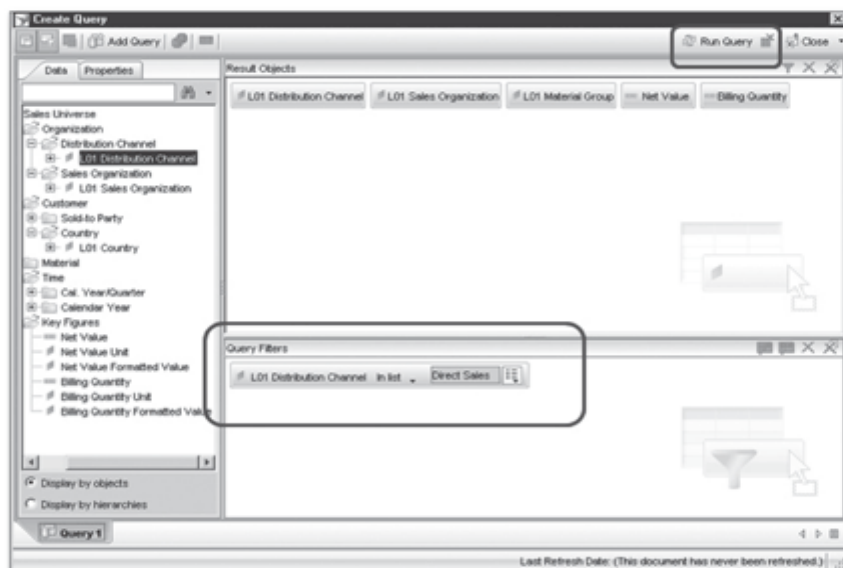 Create Query
Add Query
Run Query
Close
Data
Properties
Result Objects
L01 Distribution Channel
L01 Sales Organization
L01 Material Group
Net Value
Billing Quantity
Sales Universe
Organization
Distribution Channel
L01 Distribution Channel
Sales Organization
L01 Sales Organization
Customer
Sold-to Party
Country
L01 Country
Material
Time
Cal. Year/Quarter
Calendar Year
Key Figures
Net Value
Net Value Unit
Net Value Formatted Value
Billing Quantity
Billing Quantity Unit
Billing Quantity Formatted Value
Query Filters
L01 Distribution Channel In list Direct Sales
Display by objects
Display by hierarchies
Query 1
Last Refresh Date: (This document has never been refreshed.)